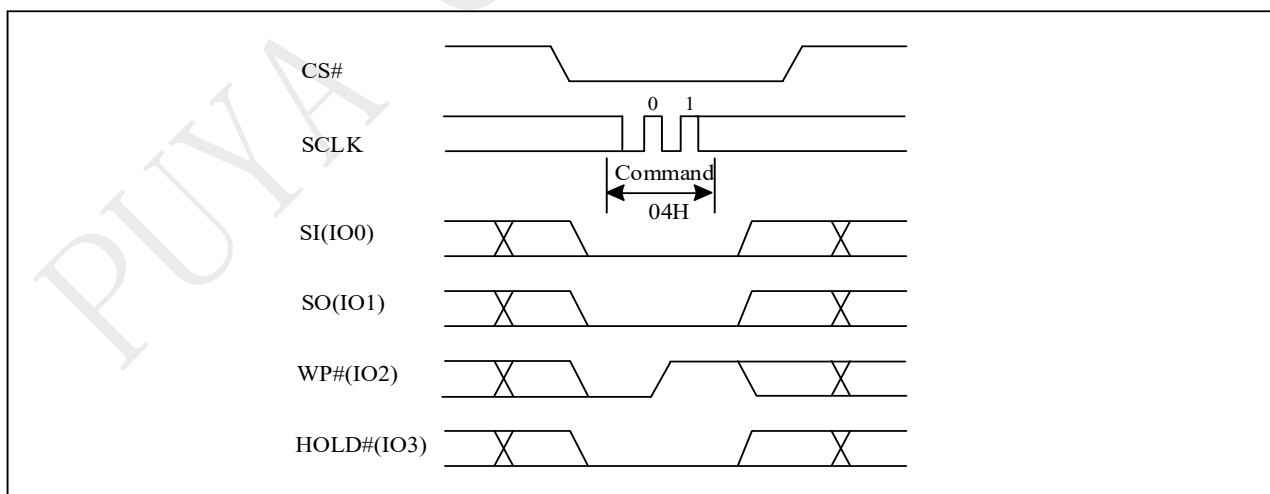 PUYA
CS#
0 1
SCLK
Command
04H
SI(IO0)
SO(IO1)
WP#(IO2)
HOLD#(IO3)